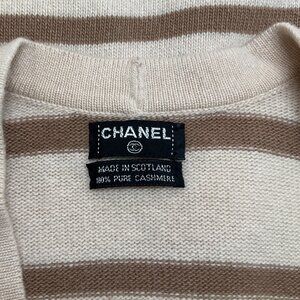 CHANEL
MADE IN SCOTLAND
100% PURE CASHMERE